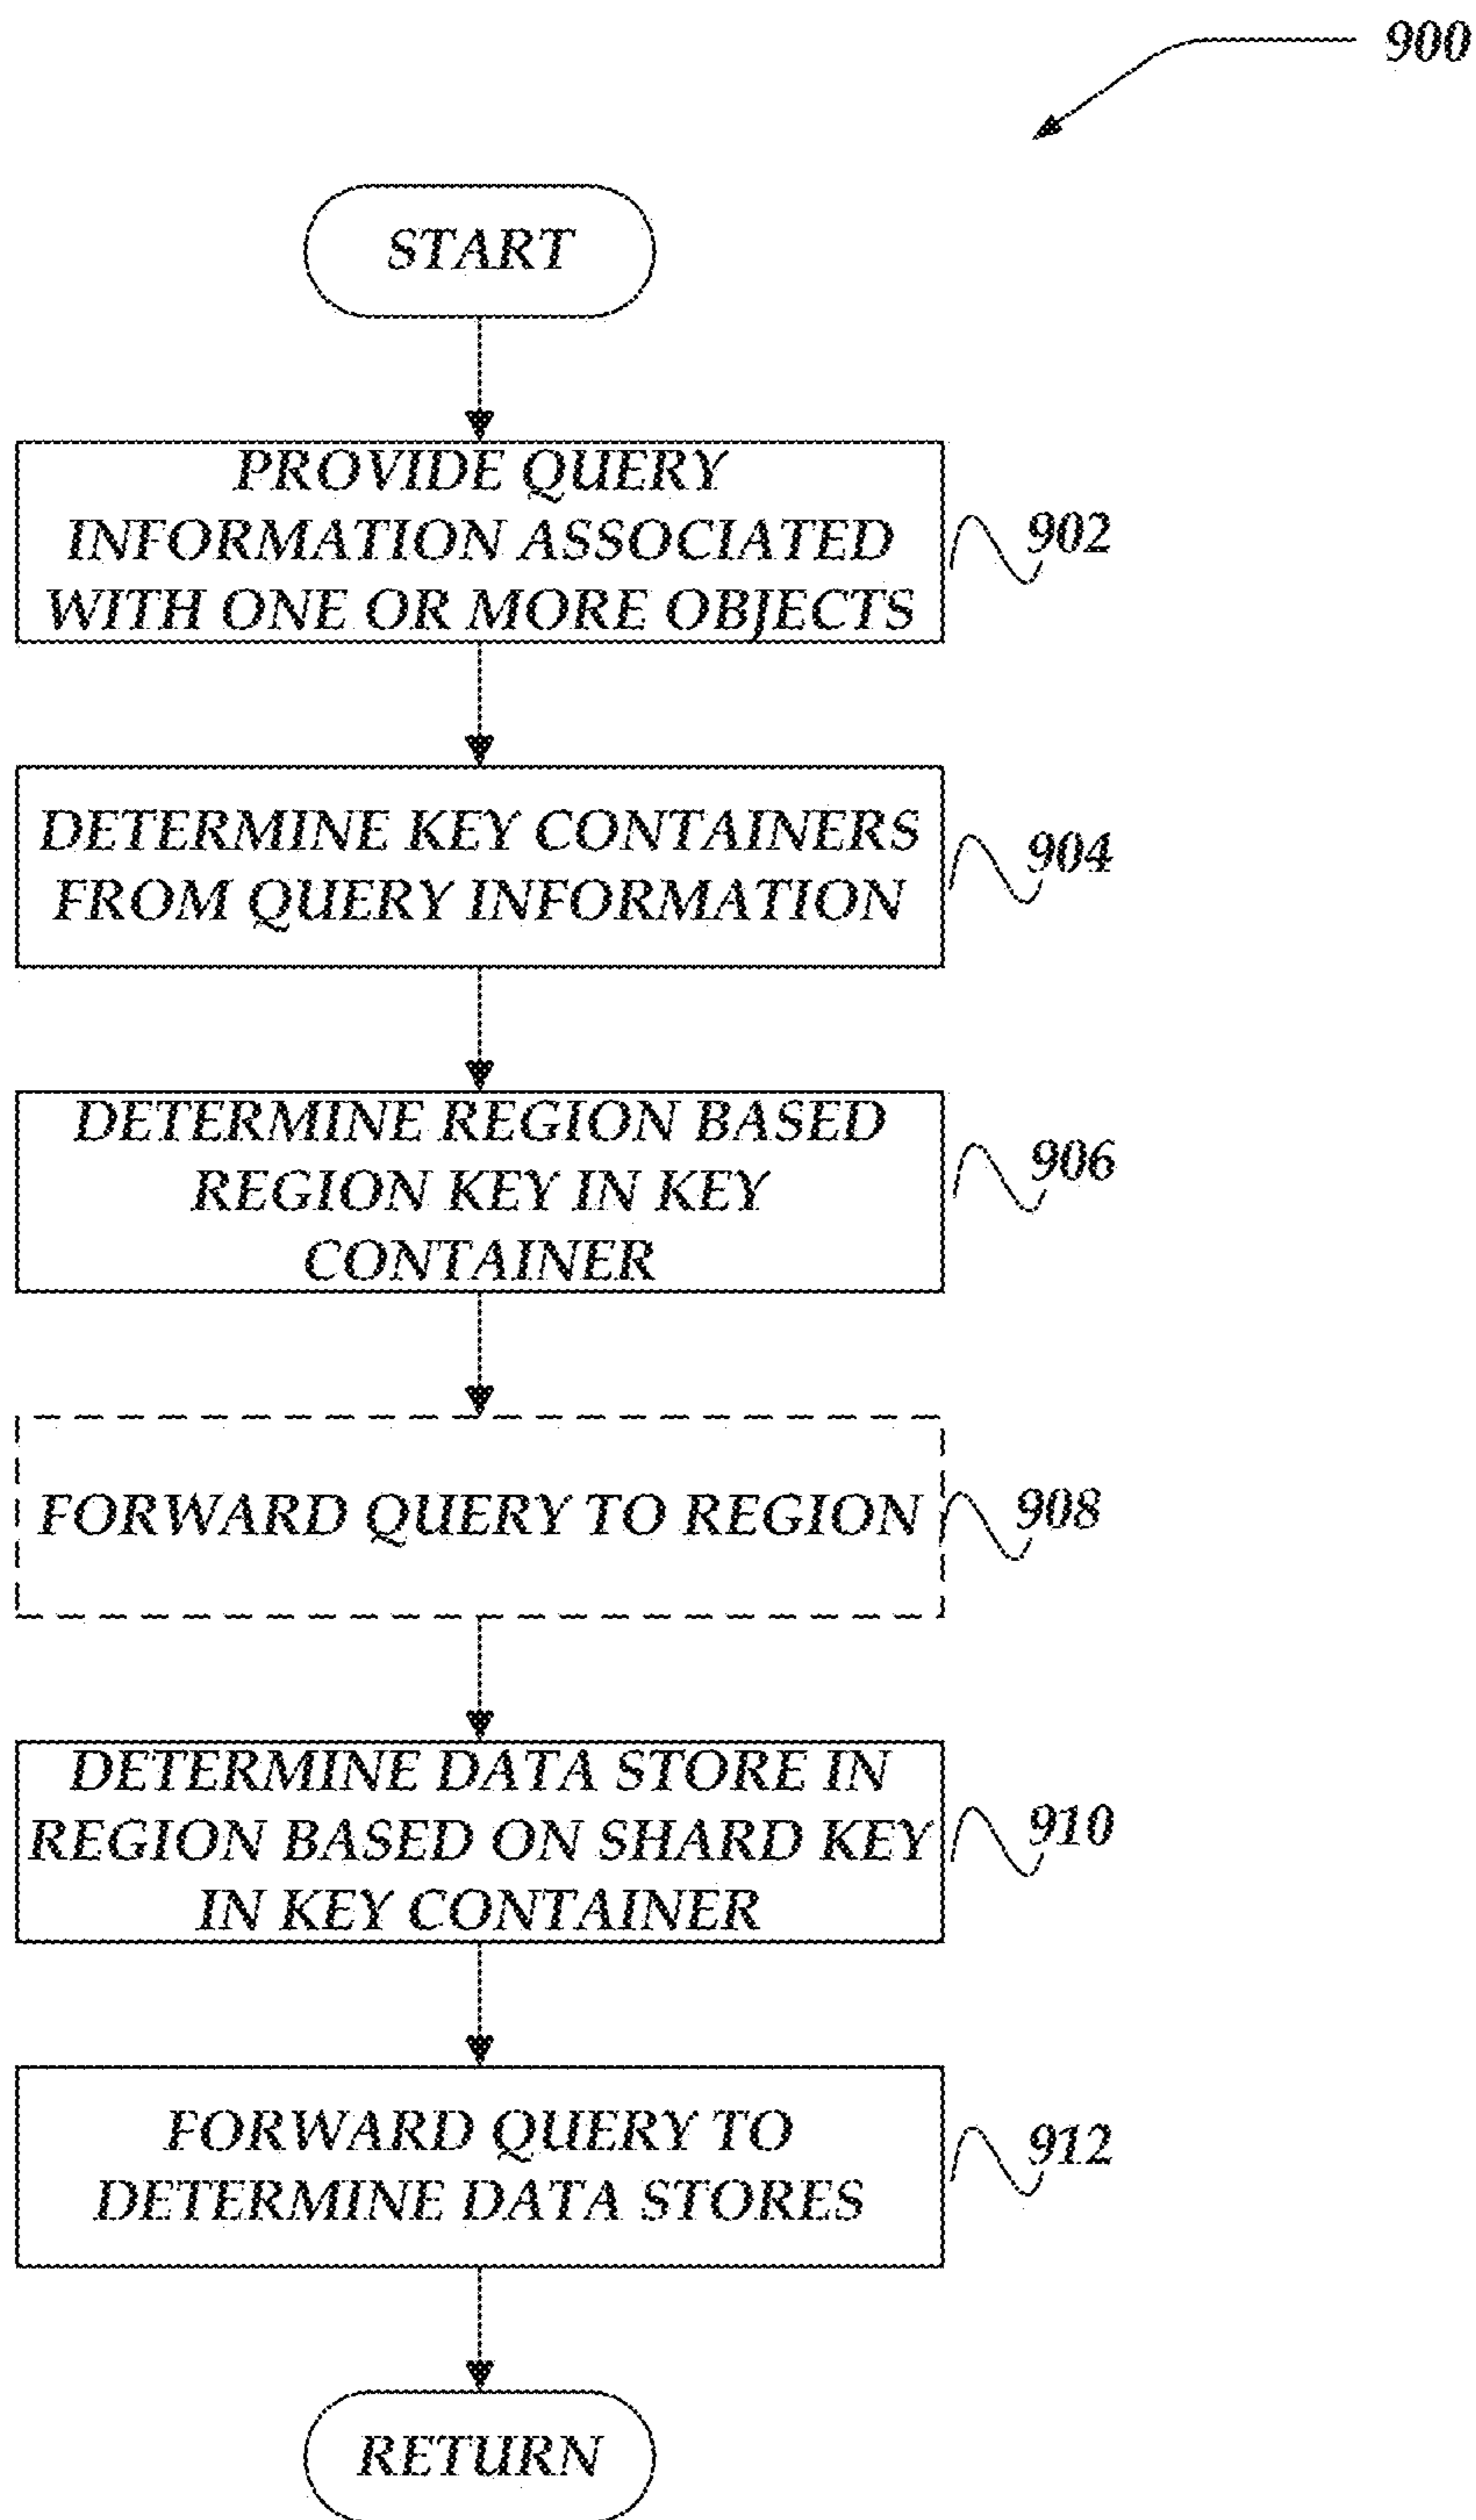 900
START
PROVIDE QUERY
INFORMATION ASSOCIATED
WITH ONE OR MORE OBJECTS
902
DETERMINE KEY CONTAINERS
FROM QUERY INFORMATION
904
DETERMINE REGION BASED
REGION KEY IN KEY
CONTAINER
906
FORWARD QUERY TO REGION
908
DETERMINE DATA STORE IN
REGION BASED ON SHARD KEY
IN KEY CONTAINER
910
FORWARD QUERY TO
DETERMINE DATA STORES
912
RETURN